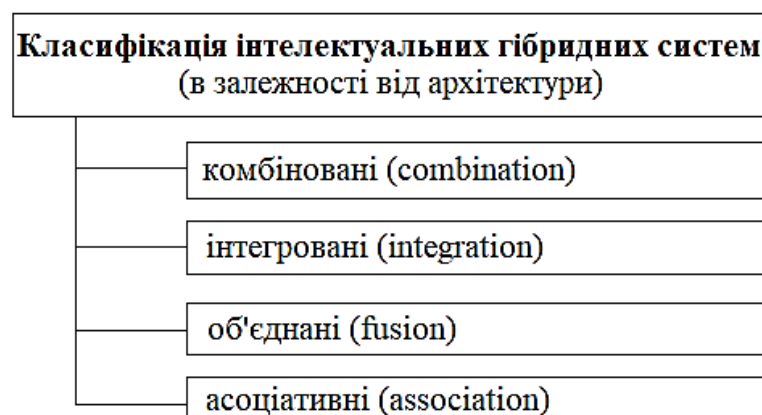 Класифікація інтелектуальних гібридних систем
(в залежності від архітектури)
комбіновані (combination)
інтегровані (integration)
об'єднані (fusion)
асоціативні (association)